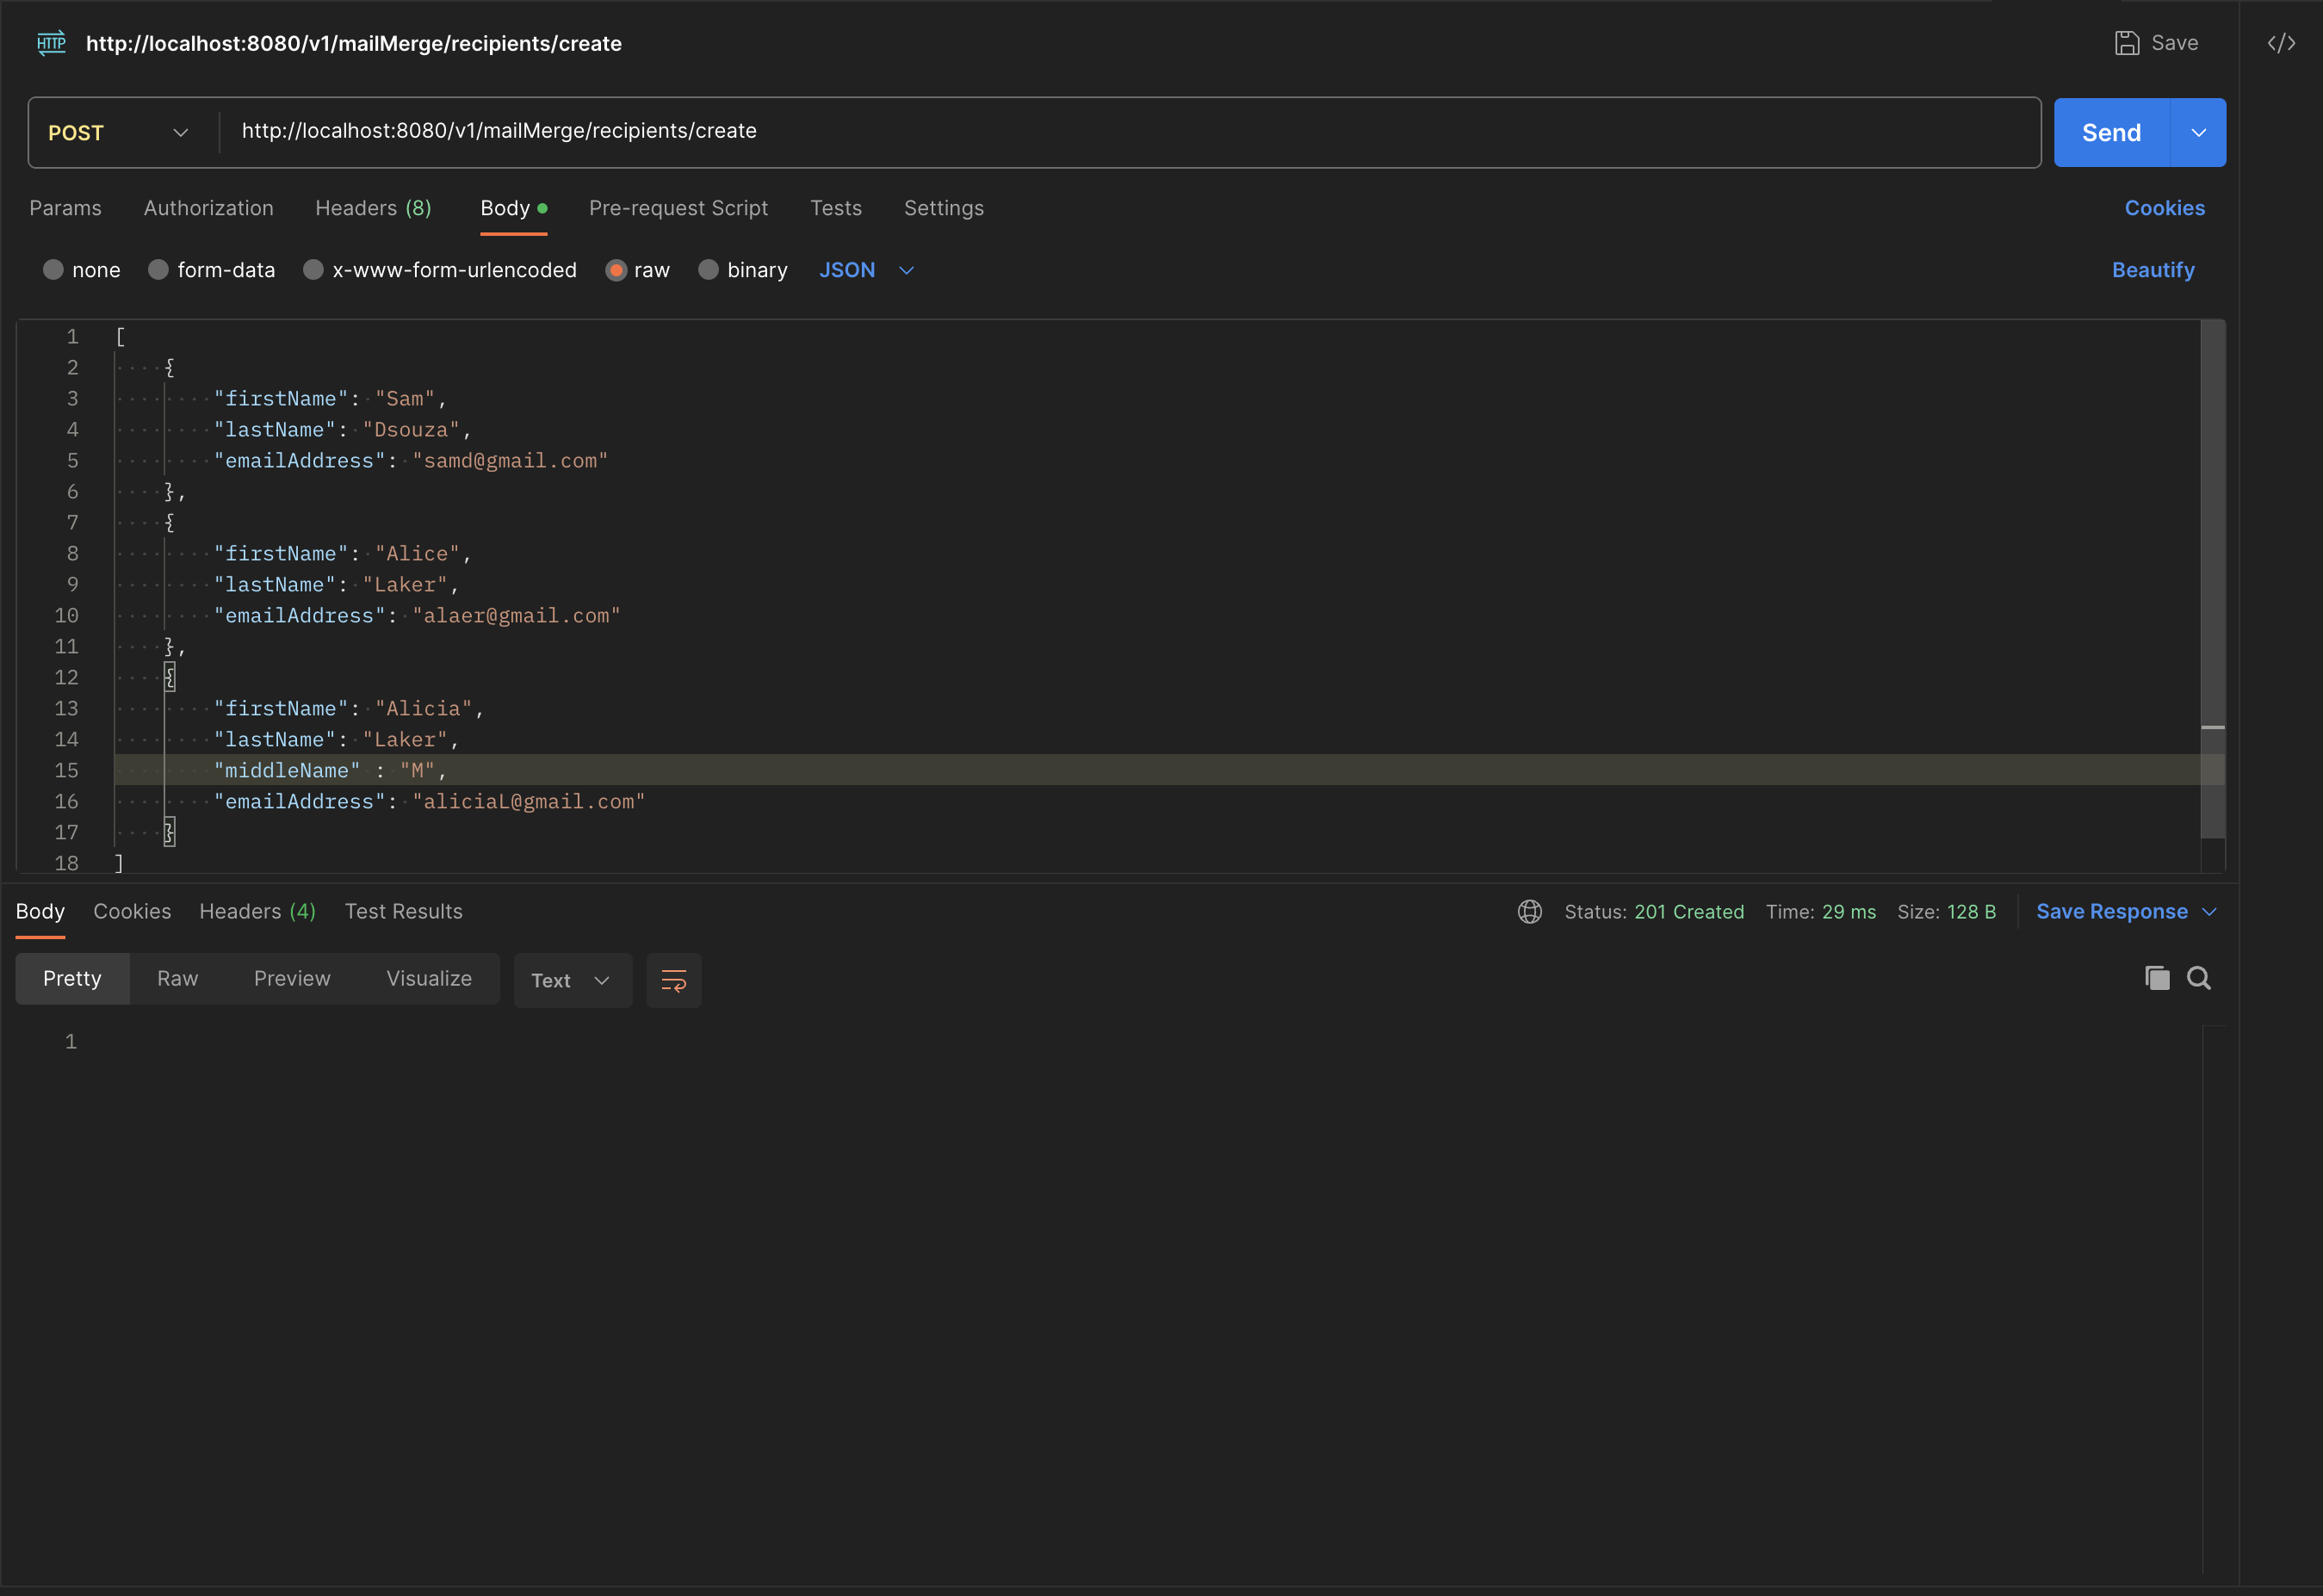 HTTP http://localhost:8080/v1/mailMerge/recipients/create Save
POST http://localhost:8080/v1/mailMerge/recipients/create Send
Params Authorization Headers (8) Body Pre-request Script Tests Settings Cookies
none form-data x-www-form-urlencoded raw binary JSON Beautify
1 [
2 {
3 "firstName": "Sam",
4 "lastName": "Dsouza",
5 "emailAddress": "samd@gmail.com"
6 },
7 {
8 "firstName": "Alice",
9 "lastName": "Laker",
10 "emailAddress": "alaer@gmail.com"
11 },
12 {
13 "firstName": "Alicia",
14 "lastName": "Laker",
15 "middleName" : "M",
16 "emailAddress": "aliciaL@gmail.com"
17 }
18 ]
Body Cookies Headers (4) Test Results Status: 201 Created Time: 29 ms Size: 128 B Save Response
Pretty Raw Preview Visualize Text
1